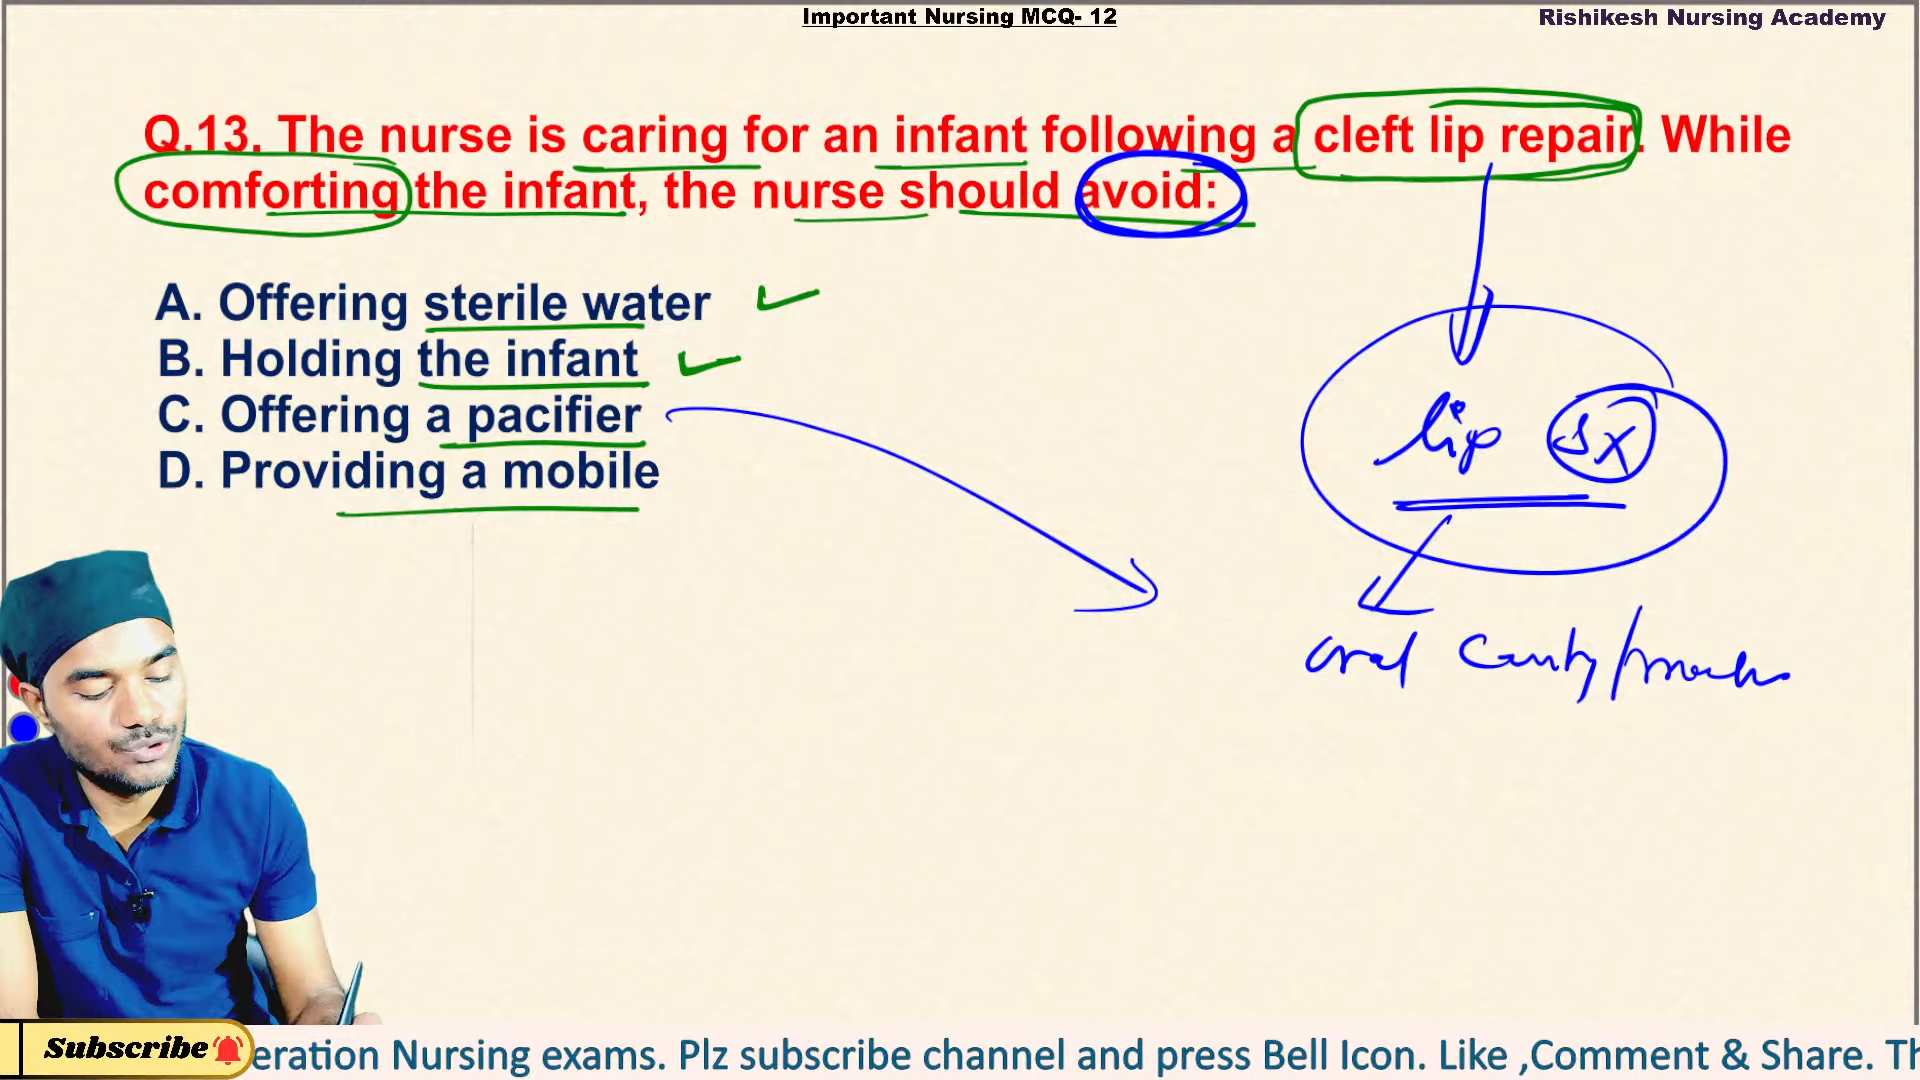 Important Nursing MCQ- 12
Rishikesh Nursing Academy
Q.13. The nurse is caring for an infant following a cleft lip repair. While
comforting the infant, the nurse should avoid:
A. Offering sterile water
B. Holding the infant
C. Offering a pacifier
D. Providing a mobile
lip Sx
oral cavity/
Subscribe
eration Nursing exams. Plz subscribe channel and press Bell Icon. Like ,Comment & Share. Th